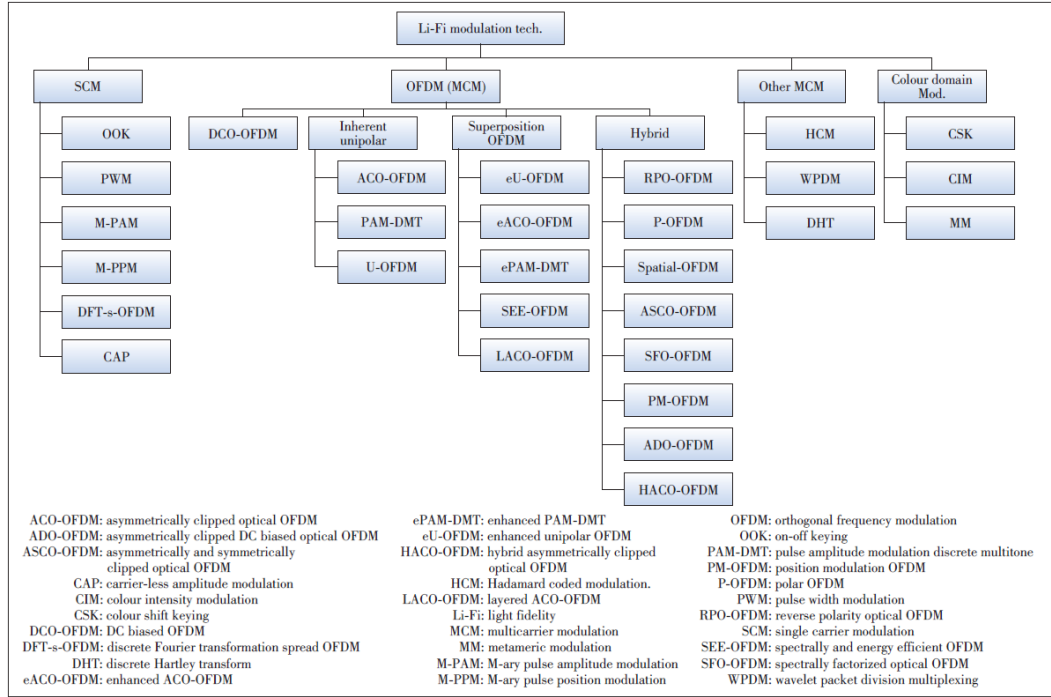 Li-Fi modulation tech.
SCM
OFDM (MCM)
Other MCM
Colour domain
Mod.
OOK
PWM
M-PAM
M-PPM
DFT-s-OFDM
CAP
DCO-OFDM
Inherent
unipolar
ACO-OFDM
PAM-DMT
U-OFDM
Superposition
OFDM
eU-OFDM
eACO-OFDM
ePAM-DMT
SEE-OFDM
LACO-OFDM
Hybrid
RPO-OFDM
P-OFDM
Spatial-OFDM
ASCO-OFDM
SFO-OFDM
PM-OFDM
ADO-OFDM
HACO-OFDM
HCM
WPDM
DHT
CSK
CIM
MM
ACO-OFDM: asymmetrically clipped optical OFDM
ADO-OFDM: asymmetrically clipped DC biased optical OFDM
ASCO-OFDM: asymmetrically and symmetrically
clipped optical OFDM
CAP: carrier-less amplitude modulation
CIM: colour intensity modulation
CSK: colour shift keying
DCO-OFDM: DC biased OFDM
DFT-s-OFDM: discrete Fourier transformation spread OFDM
DHT: discrete Hartley transform
eACO-OFDM: enhanced ACO-OFDM
ePAM-DMT: enhanced PAM-DMT
eU-OFDM: enhanced unipolar OFDM
HACO-OFDM: hybrid asymmetrically clipped
optical OFDM
HCM: Hadamard coded modulation.
LACO-OFDM: layered ACO-OFDM
Li-Fi: light fidelity
MCM: multicarrier modulation
MM: metameric modulation
M-PAM: M-ary pulse amplitude modulation
M-PPM: M-ary pulse position modulation
OFDM: orthogonal frequency modulation
OOK: on-off keying
PAM-DMT: pulse amplitude modulation discrete multitone
PM-OFDM: position modulation OFDM
P-OFDM: polar OFDM
PWM: pulse width modulation
RPO-OFDM: reverse polarity optical OFDM
SCM: single carrier modulation
SEE-OFDM: spectrally and energy efficient OFDM
SFO-OFDM: spectrally factorized optical OFDM
WPDM: wavelet packet division multiplexing